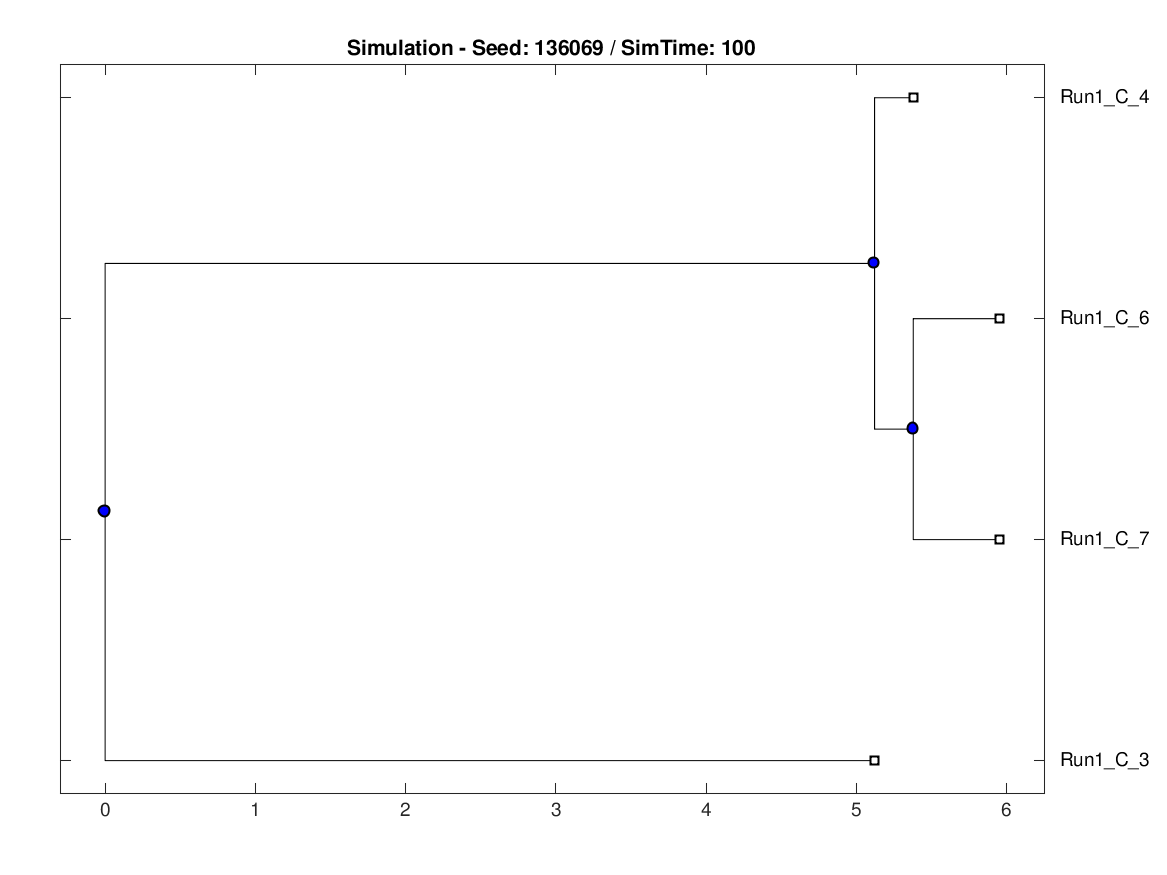 Simulation - Seed: 136069 / SimTime: 100
Run1_C_4
Run1_C_6
Run1_C_7
Run1_C_3
0 1 2 3 4 5 6